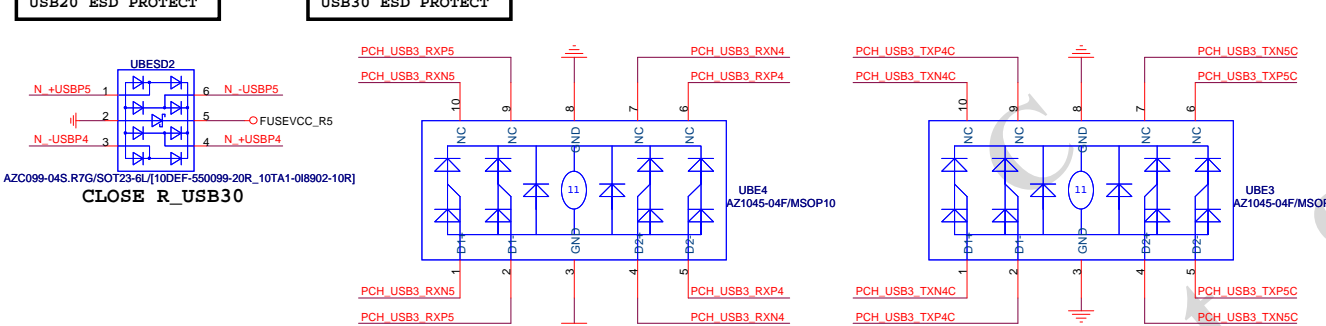 USB20 ESD PROTECT
USB30 ESD PROTECT
UBESD2
N_+USBP5 1
6 N_-USBP5
2
5 FUSEVCC_R5
N_-USBP4 3
4 N_+USBP4
AZC099-04S.R7G/SOT23-6L/[10DEF-550099-20R_10TA1-0I8902-10R]
CLOSE R_USB30
PCH_USB3_RXP5
PCH_USB3_RXN4
PCH_USB3_RXN5
PCH_USB3_RXP4
10 9 8 7 6
NC NC GND NC NC
11
UBE4
AZ1045-04F/MSOP10
D1+ D1- GND D2+ D2-
1 2 3 4 5
PCH_USB3_RXN5
PCH_USB3_RXP4
PCH_USB3_RXP5
PCH_USB3_RXN4
PCH_USB3_TXP4C
PCH_USB3_TXN5C
PCH_USB3_TXN4C
PCH_USB3_TXP5C
10 9 8 7 6
NC NC GND NC NC
11
UBE3
AZ1045-04F/MSOP
D1+ D1- GND D2+ D2-
1 2 3 4 5
PCH_USB3_TXN4C
PCH_USB3_TXP5C
PCH_USB3_TXP4C
PCH_USB3_TXN5C
C